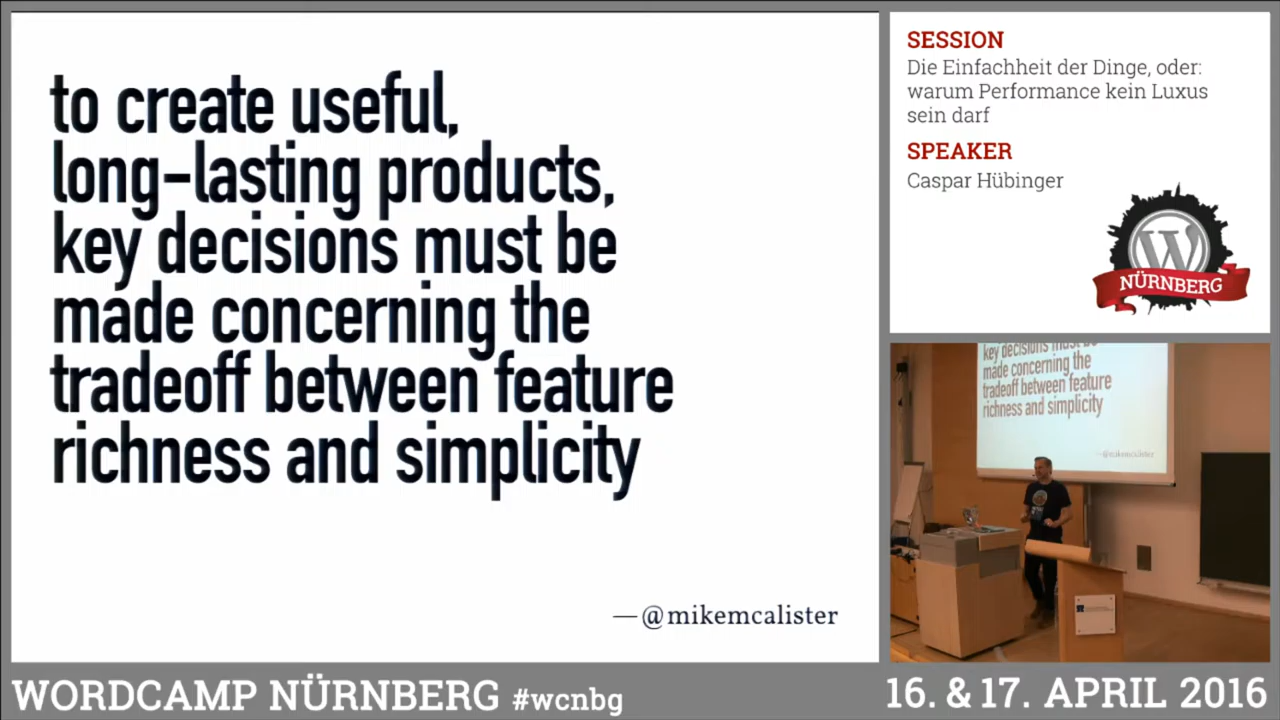 to create useful,
long-lasting products,
key decisions must be
made concerning the
tradeoff between feature
richness and simplicity
—@mikemcalister
SESSION
Die Einfachheit der Dinge, oder:
warum Performance kein Luxus
sein darf
SPEAKER
Caspar Hübinger
W
NÜRNBERG
key decisions must be
made concerning the
tradeoff between feature
richness and simplicity
—@mikemcalister
WORDCAMP NÜRNBERG #wcnbg
16. & 17. APRIL 2016